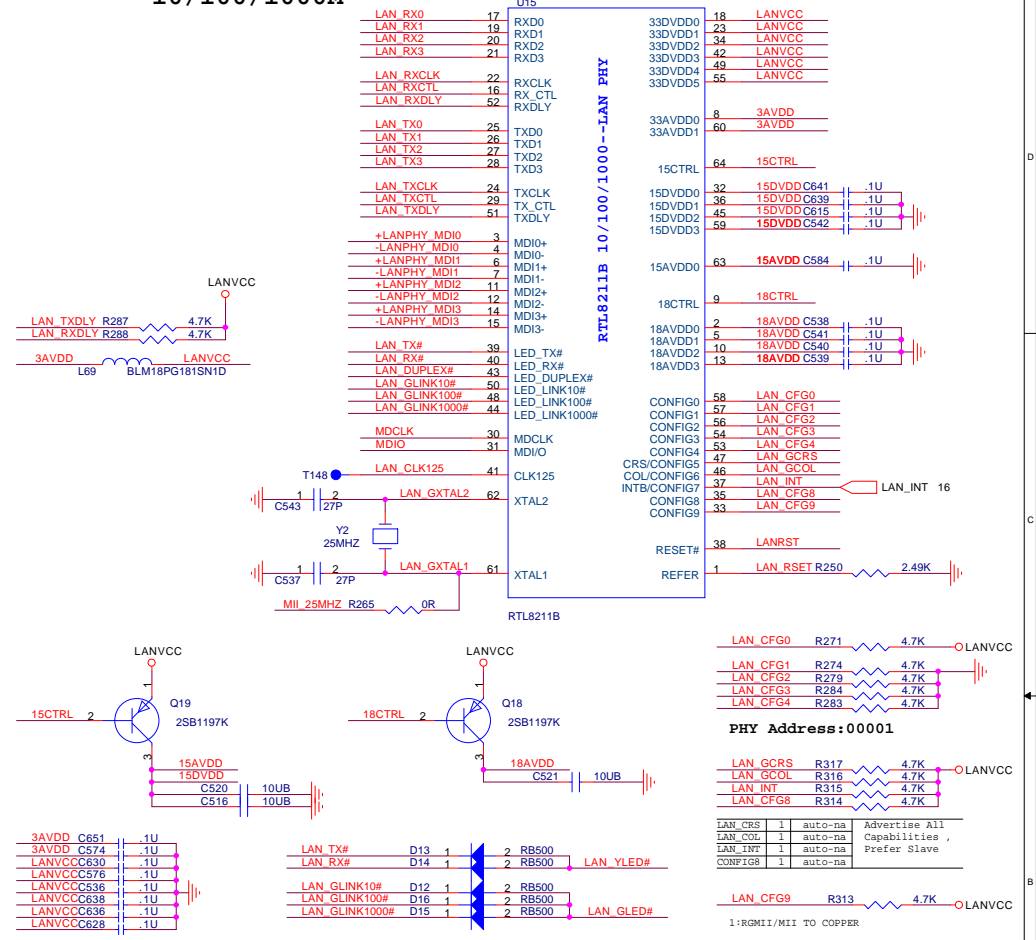 U15
LAN_RX0 17 RXD0
LAN_RX1 19 RXD1
LAN_RX2 20 RXD2
LAN_RX3 21 RXD3
LAN_RXCLK 22 RXCLK
LAN_RXCTL 16 RX_CTL
LAN_RXDLY 52 RXDLY
LAN_TX0 25 TXD0
LAN_TX1 26 TXD1
LAN_TX2 27 TXD2
LAN_TX3 28 TXD3
LAN_TXCLK 24 TXCLK
LAN_TXCTL 29 TX_CTL
LAN_TXDLY 51 TXDLY
+LANPHY_MDI0 3 MDI0+
-LANPHY_MDI0 4 MDI0-
+LANPHY_MDI1 6 MDI1+
-LANPHY_MDI1 7 MDI1-
+LANPHY_MDI2 11 MDI2+
-LANPHY_MDI2 12 MDI2-
+LANPHY_MDI3 14 MDI3+
-LANPHY_MDI3 15 MDI3-
LAN_TX# 39 LED_TX#
LAN_RX# 40 LED_RX#
LAN_DUPLEX# 43 LED_DUPLEX#
LAN_GLINK10# 50 LED_LINK10#
LAN_GLINK100# 48 LED_LINK100#
LAN_GLINK1000# 44 LED_LINK1000#
MDCLK 30 MDCLK
MDIO 31 MDI/O
T148 LAN_CLK125 41 CLK125
1 2 LAN_GXTAL2 62 XTAL2
C543 27P
Y2
25MHZ
1 2 LAN_GXTAL1 61 XTAL1
C537 27P
MII_25MHZ R265 0R
RTL8211B 10/100/1000--LAN PHY
RTL8211B
33DVDD0 18 LANVCC
33DVDD1 23 LANVCC
33DVDD2 34 LANVCC
33DVDD3 42 LANVCC
33DVDD4 49 LANVCC
33DVDD5 55 LANVCC
33AVDD0 8 3AVDD
33AVDD1 60 3AVDD
15CTRL 64 15CTRL
15DVDD0 32 15DVDD C641 .1U
15DVDD1 36 15DVDD C639 .1U
15DVDD2 45 15DVDD C615 .1U
15DVDD3 59 15DVDD C542 .1U
15AVDD0 63 15AVDD C584 .1U
18CTRL 9 18CTRL
18AVDD0 2 18AVDD C538 .1U
18AVDD1 5 18AVDD C541 .1U
18AVDD2 10 18AVDD C540 .1U
18AVDD3 13 18AVDD C539 .1U
CONFIG0 58 LAN_CFG0
CONFIG1 57 LAN_CFG1
CONFIG2 56 LAN_CFG2
CONFIG3 54 LAN_CFG3
CONFIG4 53 LAN_CFG4
CRS/CONFIG5 47 LAN_GCRS
COL/CONFIG6 46 LAN_GCOL
INTB/CONFIG7 37 LAN_INT LAN_INT 16
CONFIG8 35 LAN_CFG8
CONFIG9 33 LAN_CFG9
RESET# 38 LANRST
REFER 1 LAN_RSET R250 2.49K
LANVCC
LAN_TXDLY R287 4.7K
LAN_RXDLY R288 4.7K
3AVDD LANVCC
L69 BLM18PG181SN1D
LANVCC
1
Q19
15CTRL 2 2SB1197K
3
15AVDD
15DVDD
C520 10UB
C516 10UB
LANVCC
1
Q18
18CTRL 2 2SB1197K
3
18AVDD
C521 10UB
LAN_CFG0 R271 4.7K LANVCC
LAN_CFG1 R274 4.7K
LAN_CFG2 R279 4.7K
LAN_CFG3 R284 4.7K
LAN_CFG4 R283 4.7K
PHY Address:00001
LAN_GCRS R317 4.7K LANVCC
LAN_GCOL R316 4.7K
LAN_INT R315 4.7K
LAN_CFG8 R314 4.7K
LAN_CRS 1 auto-na Advertise All
LAN_COL 1 auto-na Capabilities ,
LAN_INT 1 auto-na Prefer Slave
CONFIG8 1 auto-na
LAN_CFG9 R313 4.7K LANVCC
1:RGMII/MII TO COPPER
3AVDD C651 .1U
3AVDD C574 .1U
LANVCC C630 .1U
LANVCC C576 .1U
LANVCC C536 .1U
LANVCC C638 .1U
LANVCC C636 .1U
LANVCC C628 .1U
LAN_TX# D13 1 2 RB500
LAN_RX# D14 1 2 RB500 LAN_YLED#
LAN_GLINK10# D12 1 2 RB500
LAN_GLINK100# D16 1 2 RB500
LAN_GLINK1000# D15 1 2 RB500 LAN_GLED#
D
C
B